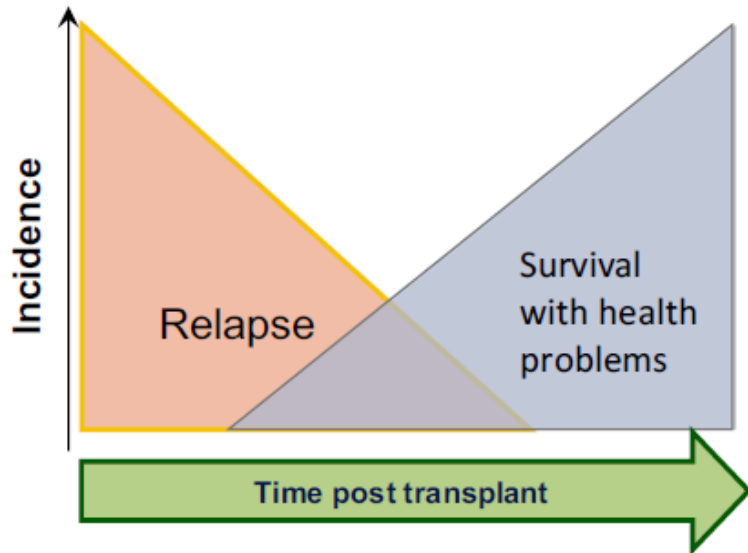 Incidence
Relapse
Survival
with health
problems
Time post transplant